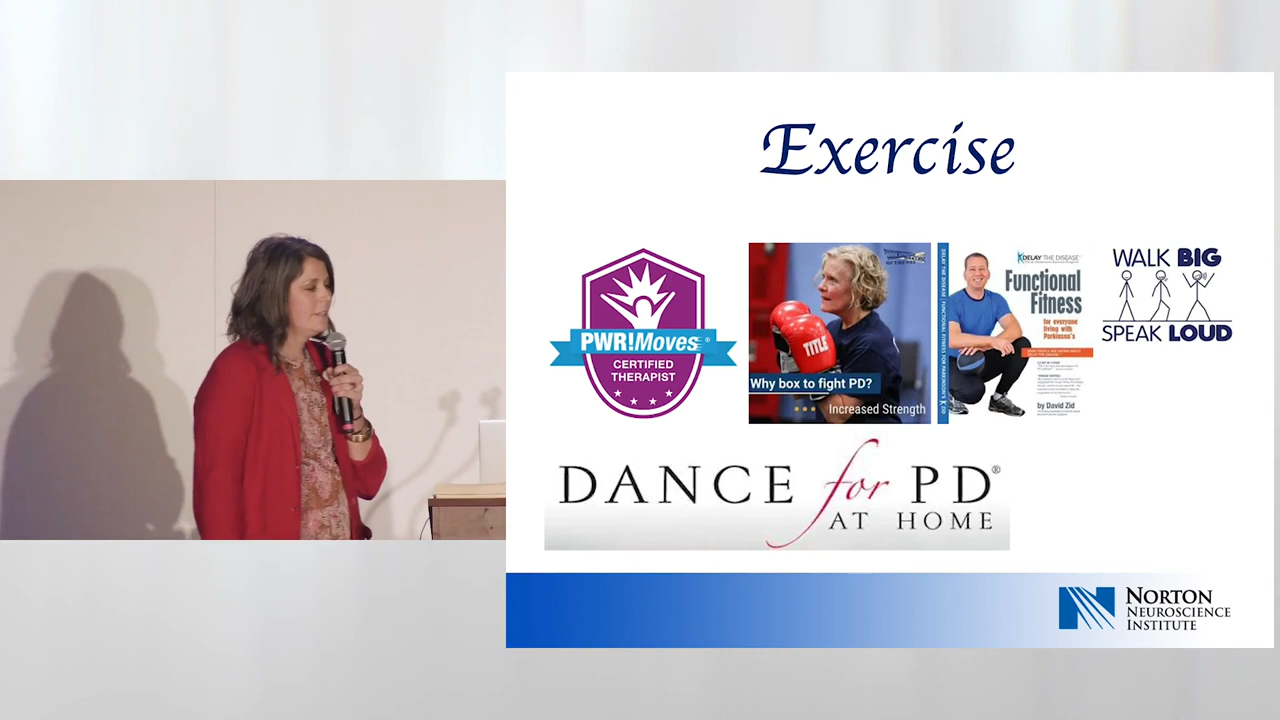 Exercise
PWR!Moves®
CERTIFIED
THERAPIST
TITLE
Why box to fight PD?
Increased Strength
DELAY THE DISEASE
Functional
Fitness
for everyone
living with
Parkinson's
by David Zid
WALK BIG
SPEAK LOUD
DANCE for PD®
AT HOME
NORTON
NEUROSCIENCE
INSTITUTE